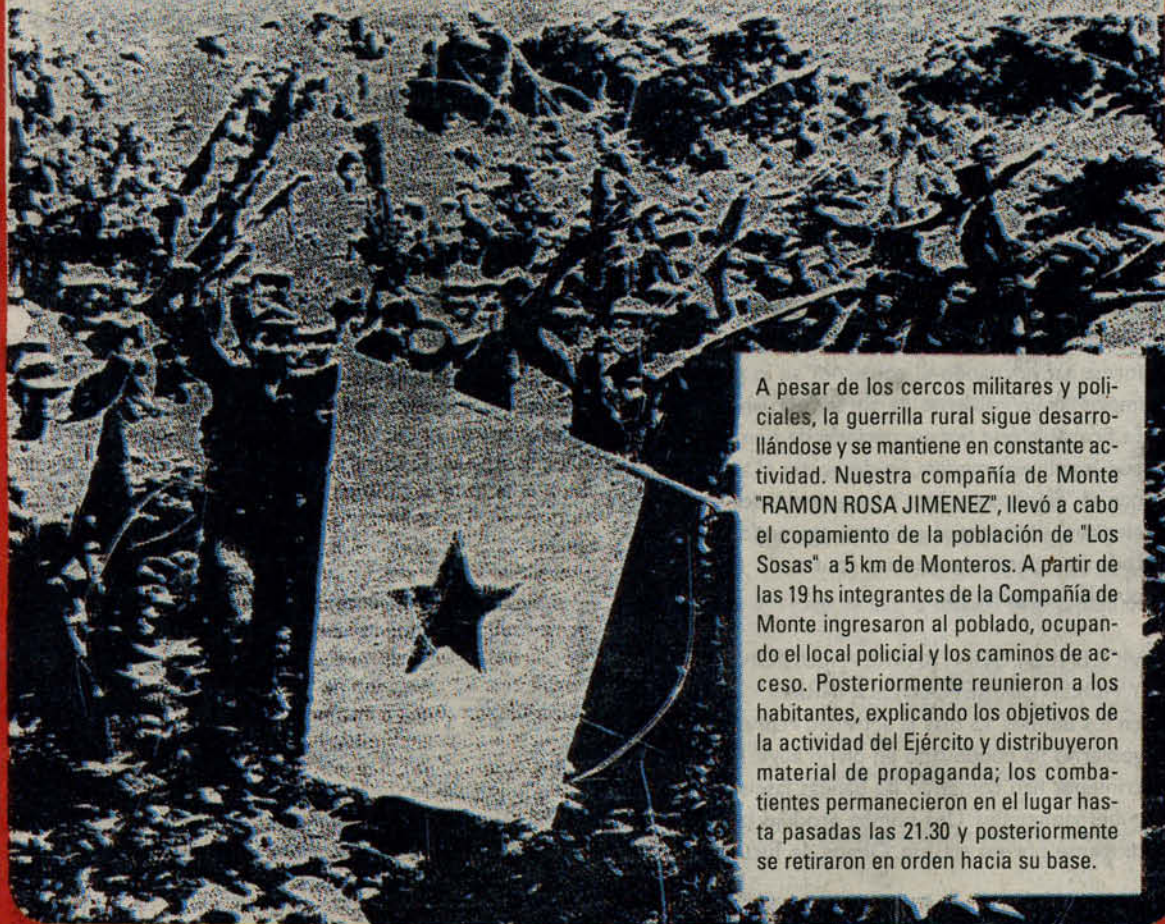 A pesar de los cercos militares y poli-
ciales, la guerrilla rural sigue desarro-
llándose y se mantiene en constante ac-
tividad. Nuestra compañía de Monte
"RAMON ROSA JIMENEZ", llevó a cabo
el copamiento de la población de "Los
Sosas" a 5 km de Monteros. A partir de
las 19 hs integrantes de la Compañía de
Monte ingresaron al poblado, ocupan-
do el local policial y los caminos de ac-
ceso. Posteriormente reunieron a los
habitantes, explicando los objetivos de
la actividad del Ejército y distribuyeron
material de propaganda; los comba-
tientes permanecieron en el lugar has-
ta pasadas las 21.30 y posteriormente
se retiraron en orden hacia su base.